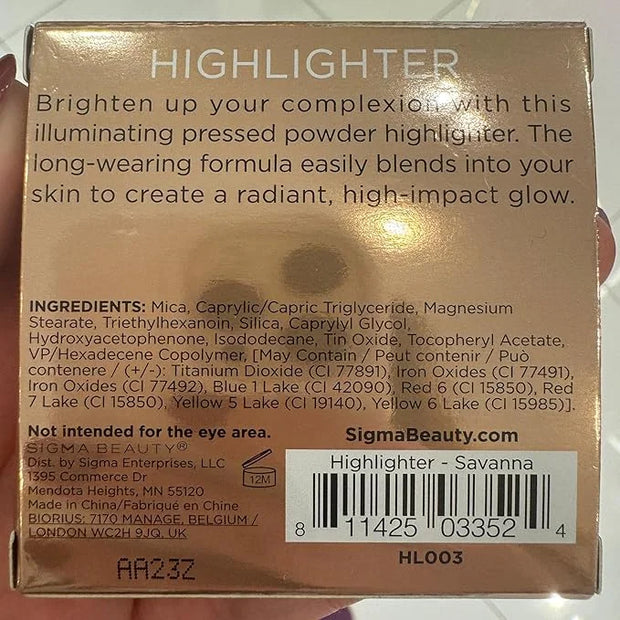 HIGHLIGHTER
Brighten up your complexion with this
illuminating pressed powder highlighter. The
long-wearing formula easily blends into your
skin to create a radiant, high-impact glow.
INGREDIENTS: Mica, Caprylic/Capric Triglyceride, Magnesium
Stearate, Triethylhexanoin, Silica, Caprylyl Glycol,
Hydroxyacetophenone, Isododecane, Tin Oxide, Tocopheryl Acetate,
VP/Hexadecene Copolymer, [May Contain / Peut contenir / Può
contenere / (+/-): Titanium Dioxide (CI 77891), Iron Oxides (CI 77491),
Iron Oxides (CI 77492), Blue 1 Lake (CI 42090), Red 6 (CI 15850), Red
7 Lake (CI 15850), Yellow 5 Lake (CI 19140), Yellow 6 Lake (CI 15985)].
Not intended for the eye area.
SIGMA BEAUTY®
Dist. by Sigma Enterprises, LLC
1395 Commerce Dr
Mendota Heights, MN 55120
Made in China/Fabriqué en Chine
BIORIUS: 7170 MANAGE, BELGIUM /
LONDON WC2H 9JQ, UK
12M
SigmaBeauty.com
Highlighter - Savanna
8 11425 03352 4
HL003
AA23Z